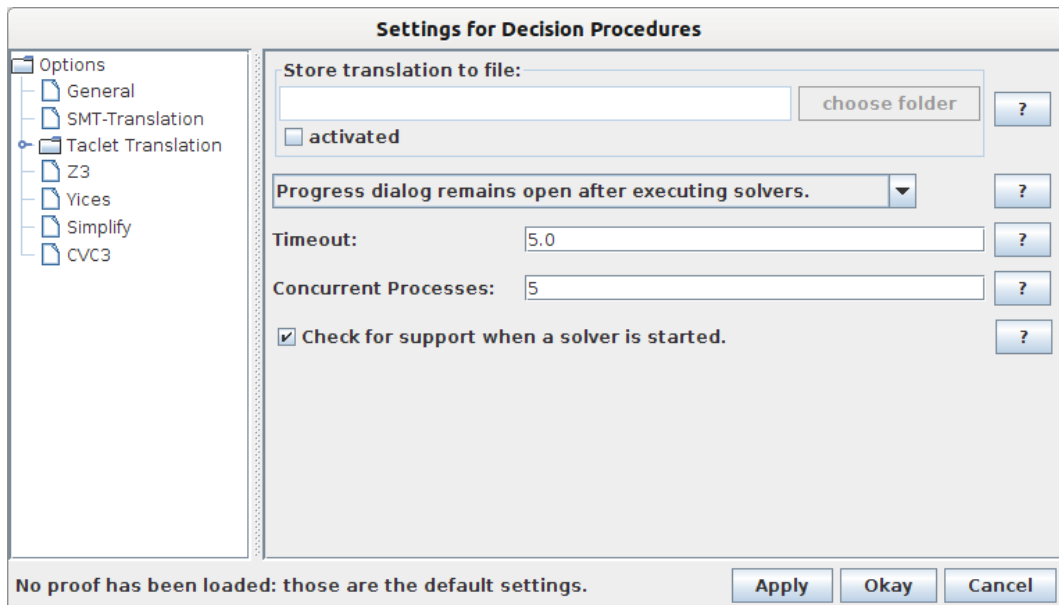 Settings for Decision Procedures
Options
General
SMT-Translation
Taclet Translation
Z3
Yices
Simplify
CVC3
Store translation to file:
choose folder
?
activated
Progress dialog remains open after executing solvers.
?
Timeout:
5.0
?
Concurrent Processes:
5
?
Check for support when a solver is started.
?
No proof has been loaded: those are the default settings.
Apply
Okay
Cancel